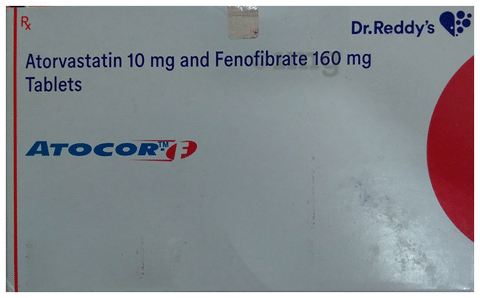 Rx
Dr.Reddy's
Atorvastatin 10 mg and Fenofibrate 160 mg
Tablets
ATOCOR™-F